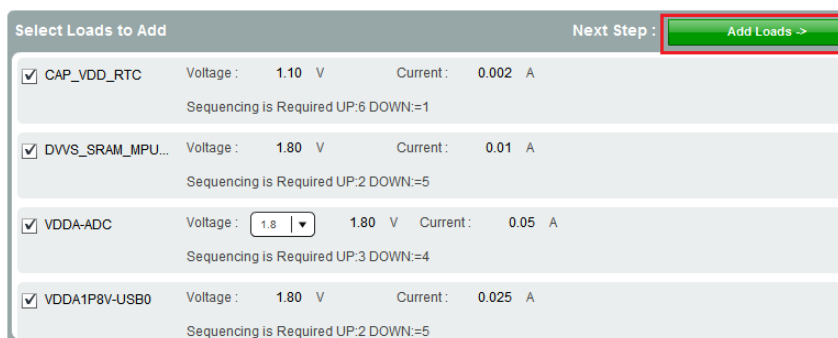 Select Loads to Add Next Step : Add Loads ->
CAP_VDD_RTC Voltage : 1.10 V Current : 0.002 A
Sequencing is Required UP:6 DOWN:=1
DVVS_SRAM_MPU... Voltage : 1.80 V Current : 0.01 A
Sequencing is Required UP:2 DOWN:=5
VDDA-ADC Voltage : 1.8 1.80 V Current : 0.05 A
Sequencing is Required UP:3 DOWN:=4
VDDA1P8V-USB0 Voltage : 1.80 V Current : 0.025 A
Sequencing is Required UP:2 DOWN:=5